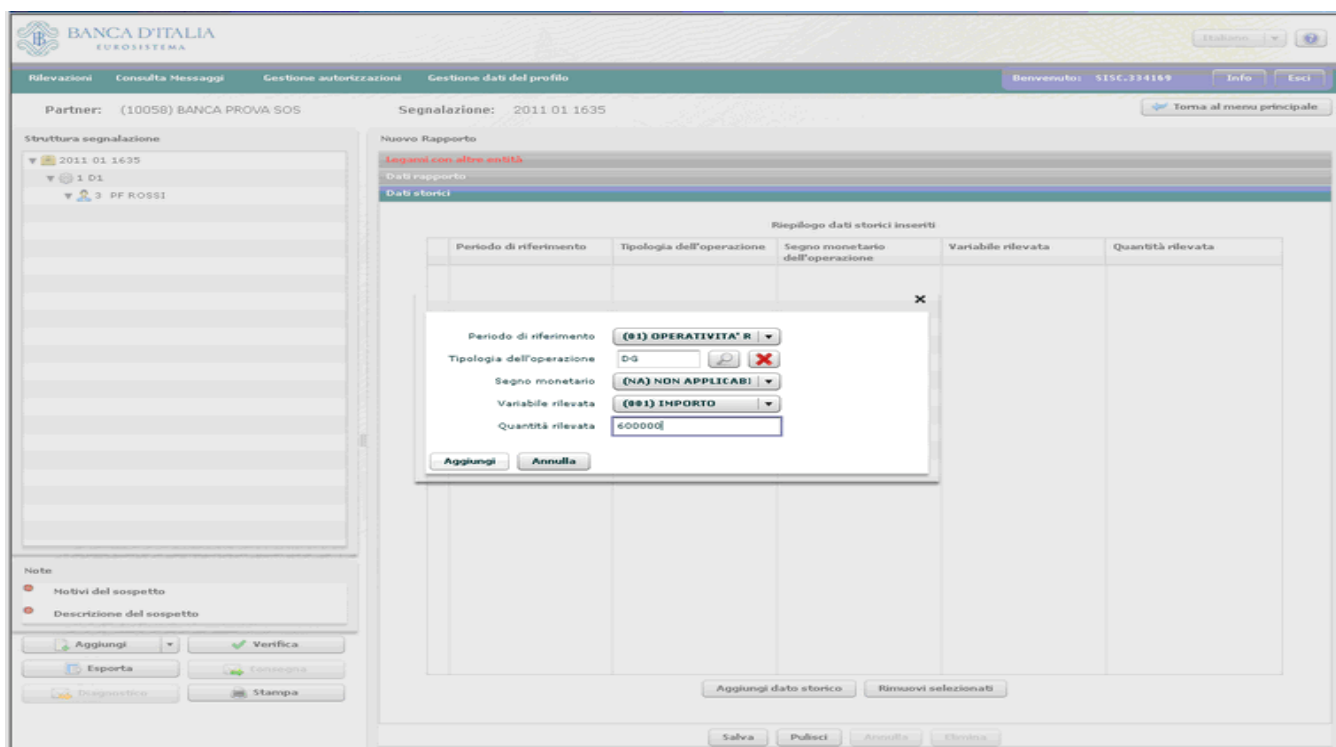 BANCA D'ITALIA
EUROSISTEMA
Italiano
Rilevazioni Consulta Messaggi Gestione autorizzazioni Gestione dati del profilo Benvenuto: SISC.334169 Info Esci
Partner: (10058) BANCA PROVA SOS Segnalazione: 2011 01 1635 Torna al menu principale
Struttura segnalazione
2011 01 1635
1 D1
3 PF ROSSI
Nuovo Rapporto
Legami con altre entità
Dati rapporto
Dati storici
Riepilogo dati storici inseriti
Periodo di riferimento Tipologia dell'operazione Segno monetario dell'operazione Variabile rilevata Quantità rilevata
Periodo di riferimento (01) OPERATIVITA' R
Tipologia dell'operazione DG
Segno monetario (NA) NON APPLICABI
Variabile rilevata (001) IMPORTO
Quantità rilevata 600000
Aggiungi Annulla
Note
Motivi del sospetto
Descrizione del sospetto
Aggiungi Verifica
Esporta Consegna
Diagnostico Stampa
Aggiungi dato storico Rimuovi selezionati
Salva Pulisci Annulla Elimina